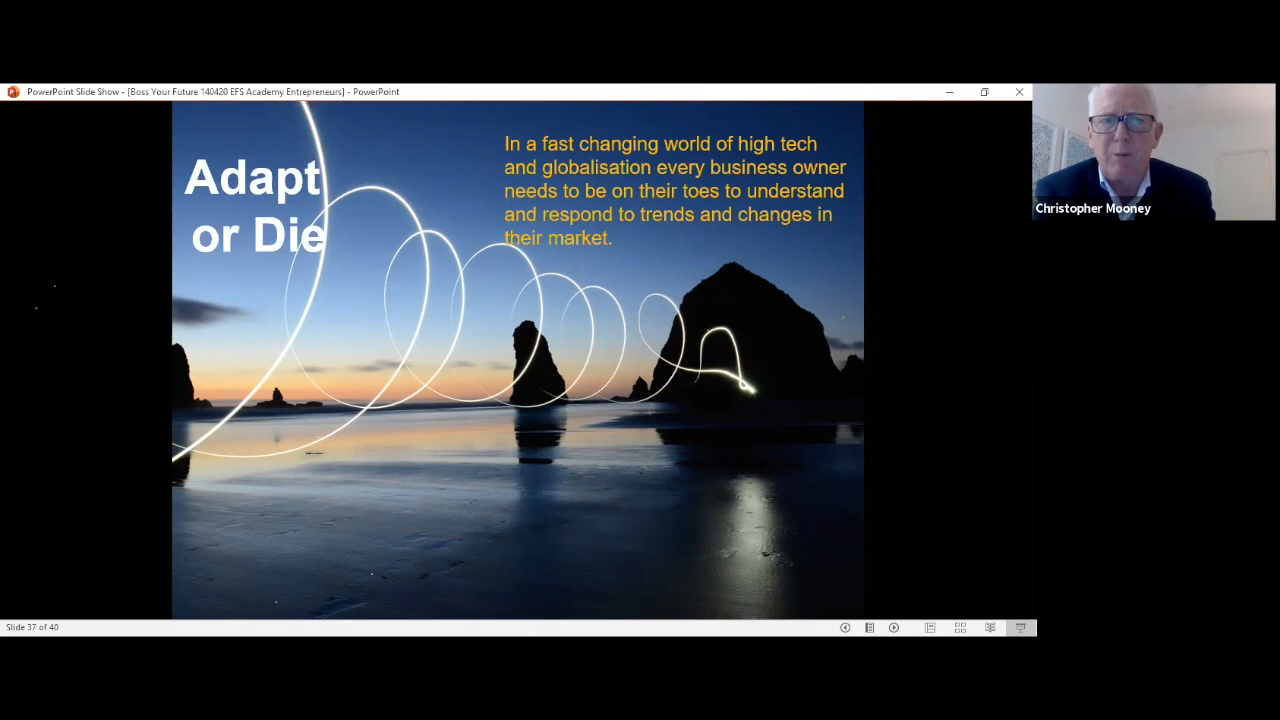 PowerPoint Slide Show - [Boss Your Future 140420 EFS Academy Entrepreneurs] - PowerPoint
Adapt
or Die
In a fast changing world of high tech
and globalisation every business owner
needs to be on their toes to understand
and respond to trends and changes in
their market.
Christopher Mooney
Slide 37 of 40